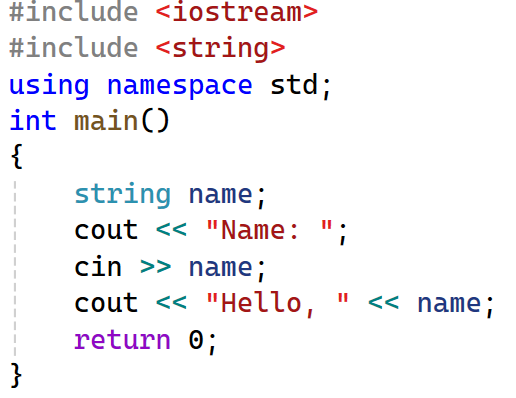 #include <iostream>
#include <string>
using namespace std;
int main()
{
    string name;
    cout << "Name: ";
    cin >> name;
    cout << "Hello, " << name;
    return 0;
}